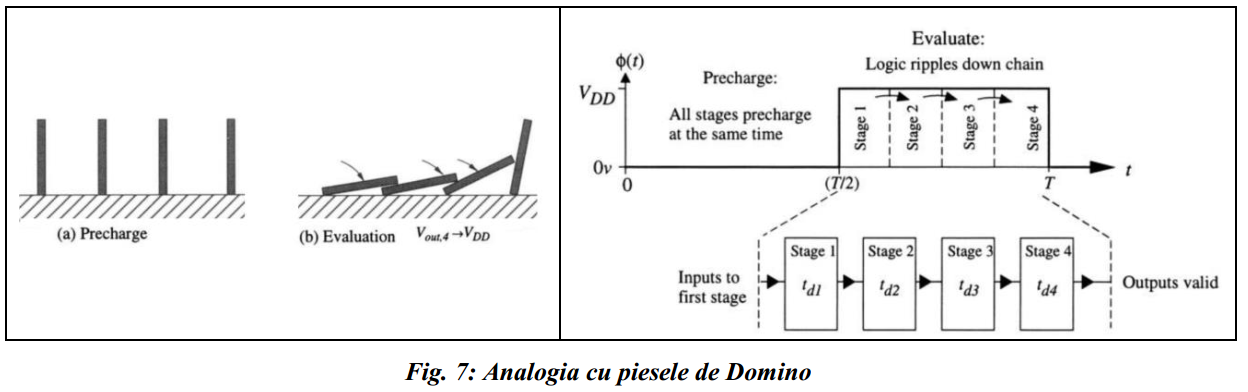 (a) Precharge
(b) Evaluation V_out,4→V_DD
Evaluate:
Logic ripples down chain
ϕ(t)
Precharge:
V_DD
All stages precharge
at the same time
Stage 1
Stage 2
Stage 3
Stage 4
0v
0
(T/2)
T
t
Stage 1
Stage 2
Stage 3
Stage 4
Inputs to
first stage
t_d1
t_d2
t_d3
t_d4
Outputs valid
Fig. 7: Analogia cu piesele de Domino